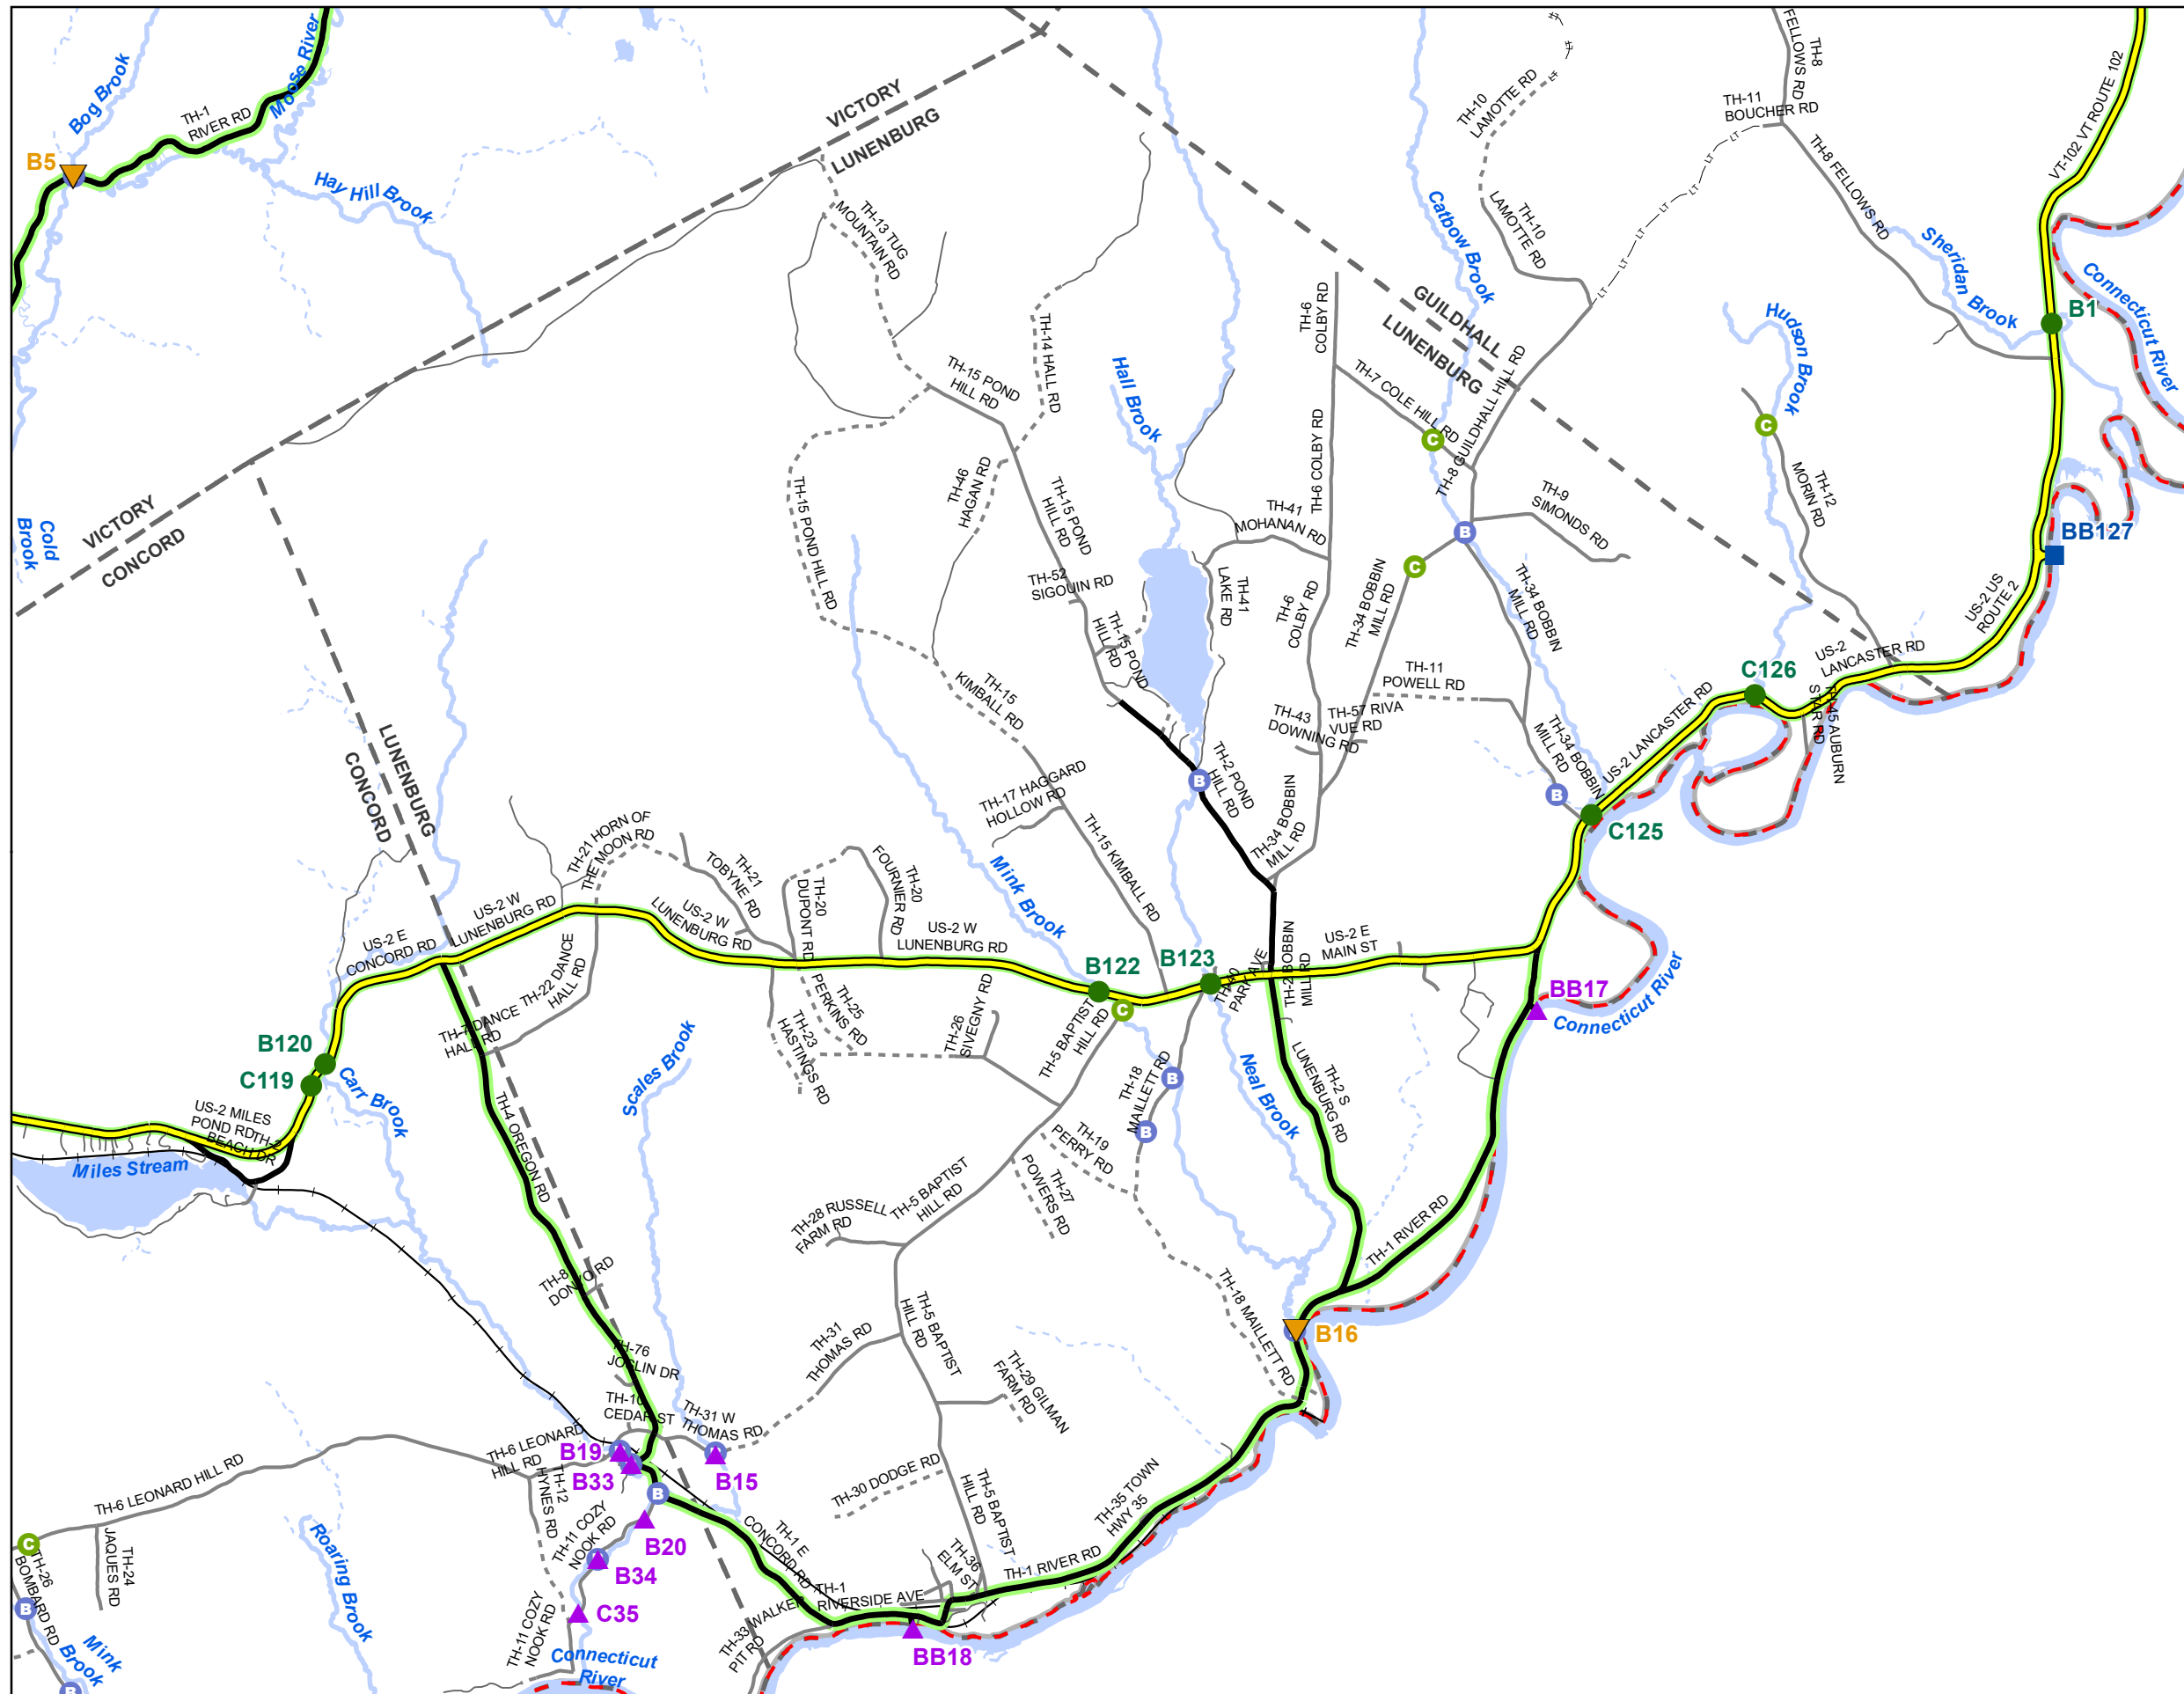 Bog Brook
Moose River
TH-1
RIVER RD
B5
Hay Hill Brook
VICTORY
LUNENBURG
TH-13 TUG
MOUNTAIN RD
TH-10
LAMOTTE RD
TH-10
LAMOTTE RD
Catbow Brook
TH-8
FELLOWS RD
TH-11
BOUCHER RD
TH-8 FELLOWS RD
LT
LT
LT
LT
LT
LT
VT-102 VT ROUTE 102
Sheridan Brook
Connecticut River
B1
Hudson Brook
GUILDHALL
LUNENBURG
TH-6
COLBY RD
TH-7 COLE HILL RD
C
TH-8 GUILDHALL HILL RD
TH-14 HALL RD
TH-15 POND
HILL RD
Hall Brook
TH-6 COLBY RD
C
TH-12
MORIN RD
TH-46
HAGAN RD
TH-15 POND
HILL RD
TH-15 POND HILL RD
TH-41
MOHANAN RD
TH-9
SIMONDS RD
B
C
BB127
VICTORY
CONCORD
Cold
Brook
TH-52
SIGOUIN RD
TH-41
LAKE RD
TH-6
COLBY RD
TH-34 BOBBIN
MILL RD
TH-34 BOBBIN
MILL RD
US-2 US
ROUTE 2
TH-15 POND
HILL RD
TH-15
KIMBALL RD
TH-11
POWELL RD
US-2
LANCASTER RD
C126
TH-45 AUBURN
STAR RD
TH-43
DOWNING RD
TH-57 RIVA
VUE RD
US-2 LANCASTER RD
TH-34 BOBBIN
MILL RD
B
C125
LUNENBURG
CONCORD
TH-2 POND
HILL RD
B
TH-17 HAGGARD
HOLLOW RD
TH-15 KIMBALL RD
TH-34 BOBBIN
MILL RD
TH-21 HORN OF
THE MOON RD
TH-21
TOBYNE RD
TH-20
DUPONT RD
TH-20
FOURNIER RD
Mink Brook
US-2 W
LUNENBURG RD
US-2 W
LUNENBURG RD
US-2 W
LUNENBURG RD
US-2 E
CONCORD RD
B122
B123
C
PARK AVE
TH-2 BOBBIN
MILL RD
US-2 E
MAIN ST
BB17
Connecticut River
TH-22 DANCE
HALL RD
TH-7 DANCE
HALL RD
TH-25
PERKINS RD
TH-23
HASTINGS RD
TH-26
SIVEGNY RD
TH-5 BAPTIST
HILL RD
B120
C119
Carr Brook
Scales Brook
US-2 MILES
POND RD
TH-2
BEACH DR
Miles Stream
TH-4 OREGON RD
TH-18
MAILLETT RD
B
B
Neal Brook
TH-2 S
LUNENBURG RD
TH-19
PERRY RD
TH-27
POWERS RD
TH-28 RUSSELL
FARM RD
TH-5 BAPTIST
HILL RD
TH-1 RIVER RD
TH-18 MAILLETT RD
B16
TH-31
THOMAS RD
TH-5 BAPTIST
HILL RD
TH-29 GILMAN
FARM RD
TH-76
JOSLIN DR
CEDAR ST
TH-31 W
THOMAS RD
TH-6 LEONARD
HILL RD
B19
B33
B15
B
B20
B34
C35
TH-6 LEONARD HILL RD
TH-12
HYNES RD
TH-11 COZY
NOOK RD
TH-11 COZY
NOOK RD
C
TH-26
BOMBARD RD
B
TH-24
JAQUES RD
Roaring Brook
Mink
Brook
B
Connecticut
River
TH-1 E
CONCORD RD
TH-30 DODGE RD
TH-5 BAPTIST
HILL RD
TH-36
ELM ST
TH-1
RIVERSIDE AVE
TH-33 WALKER
PIT RD
TH-1 RIVER RD
TH-35 TOWN
HWY 35
BB18